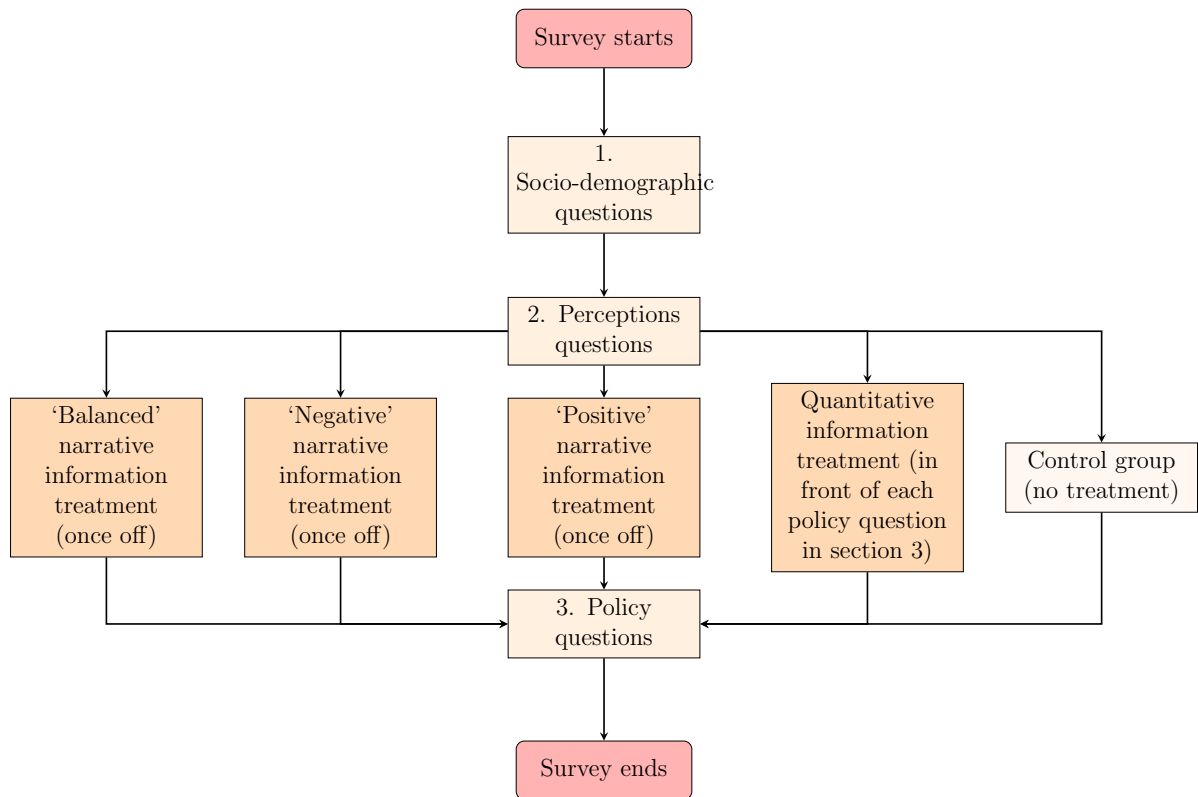 Survey starts
1.
Socio-demographic
questions
2. Perceptions
questions
‘Balanced’
narrative
information
treatment
(once off)
‘Negative’
narrative
information
treatment
(once off)
‘Positive’
narrative
information
treatment
(once off)
Quantitative
information
treatment (in
front of each
policy question
in section 3)
Control group
(no treatment)
3. Policy
questions
Survey ends